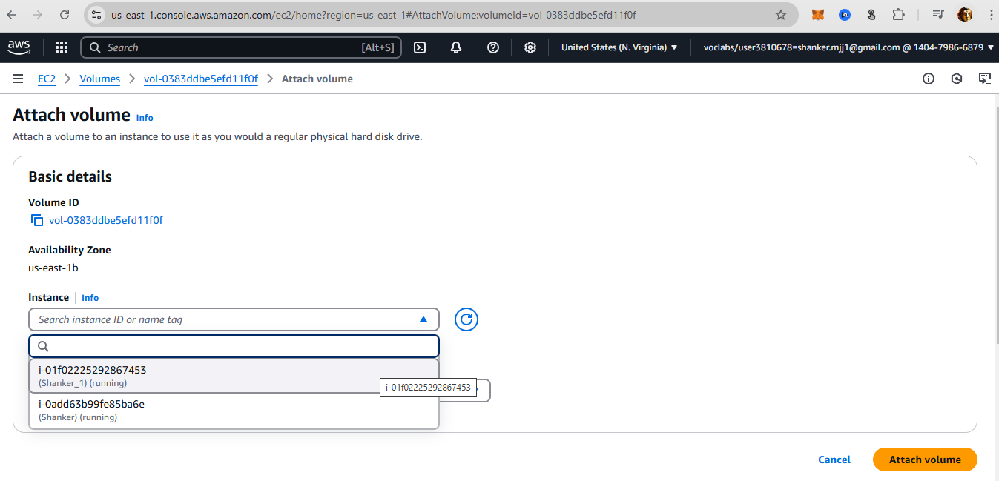 us-east-1.console.aws.amazon.com/ec2/home?region=us-east-1#AttachVolume:volumeId=vol-0383ddbe5efd11f0f
aws
Search
[Alt+S]
United States (N. Virginia)
voclabs/user3810678=shanker.mjj1@gmail.com @ 1404-7986-6879
EC2 > Volumes > vol-0383ddbe5efd11f0f > Attach volume
Attach volume Info
Attach a volume to an instance to use it as you would a regular physical hard disk drive.
Basic details
Volume ID
vol-0383ddbe5efd11f0f
Availability Zone
us-east-1b
Instance Info
Search instance ID or name tag
i-01f02225292867453
(Shanker_1) (running)
i-01f02225292867453
i-0add63b99fe85ba6e
(Shanker) (running)
Cancel
Attach volume